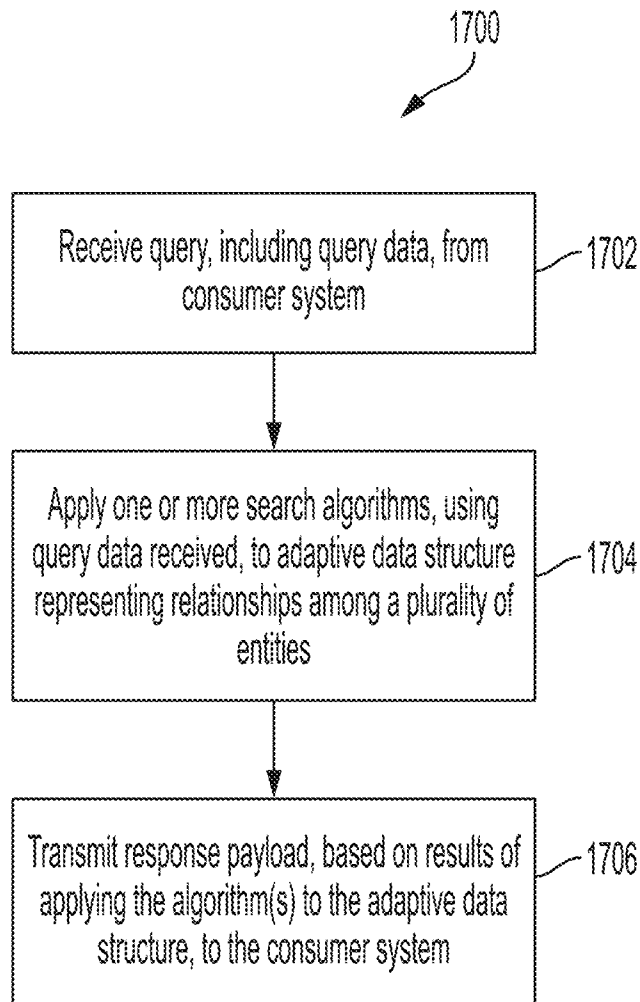 1700
Receive query, including query data, from
consumer system
1702
Apply one or more search algorithms, using
query data received, to adaptive data structure
representing relationships among a plurality of
entities
1704
Transmit response payload, based on results of
applying the algorithm(s) to the adaptive data
structure, to the consumer system
1706